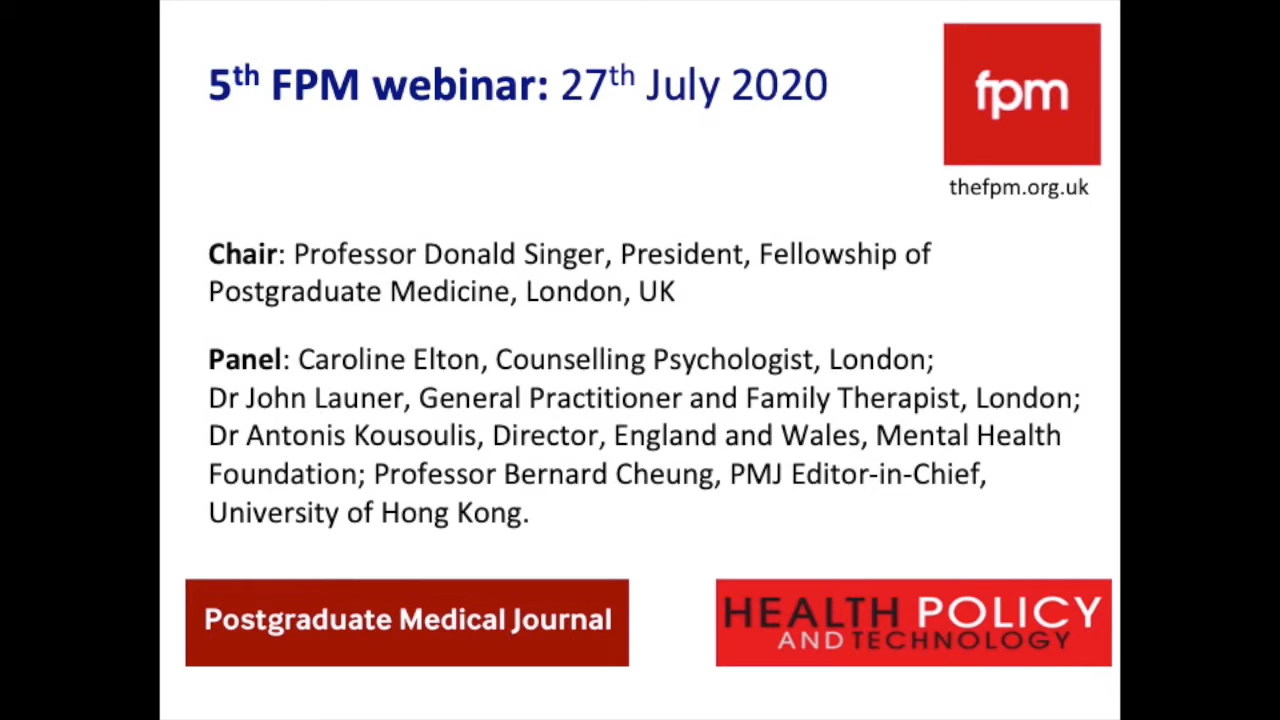 5th FPM webinar: 27th July 2020
fpm
thefpm.org.uk
Chair: Professor Donald Singer, President, Fellowship of
Postgraduate Medicine, London, UK
Panel: Caroline Elton, Counselling Psychologist, London;
Dr John Launer, General Practitioner and Family Therapist, London;
Dr Antonis Kousoulis, Director, England and Wales, Mental Health
Foundation; Professor Bernard Cheung, PMJ Editor-in-Chief,
University of Hong Kong.
Postgraduate Medical Journal
HEALTH POLICY
AND TECHNOLOGY